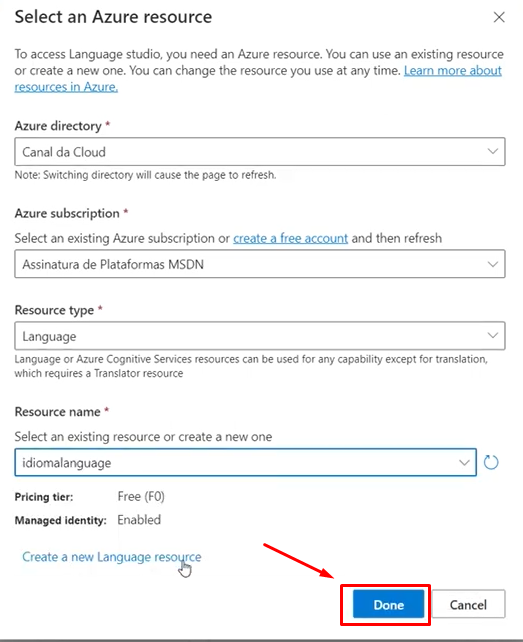 Select an Azure resource
To access Language studio, you need an Azure resource. You can use an existing resource
or create a new one. You can change the resource you use at any time. Learn more about
resources in Azure.
Azure directory *
Canal da Cloud
Note: Switching directory will cause the page to refresh.
Azure subscription *
Select an existing Azure subscription or create a free account and then refresh
Assinatura de Plataformas MSDN
Resource type *
Language
Language or Azure Cognitive Services resources can be used for any capability except for translation,
which requires a Translator resource
Resource name *
Select an existing resource or create a new one
idiomalanguage
Pricing tier: Free (F0)
Managed identity: Enabled
Create a new Language resource
Done Cancel